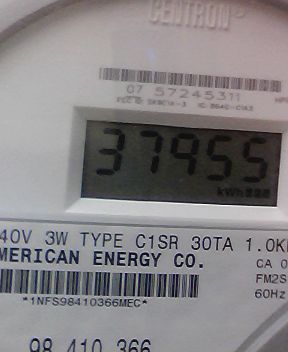 CENTRON®
07 57245311
37955
kWh
40V 3W TYPE C1SR 30TA 1.0K
MERICAN ENERGY CO.
CA 0
FM2S
*1NFS98410366MEC*
60Hz
98 410 366